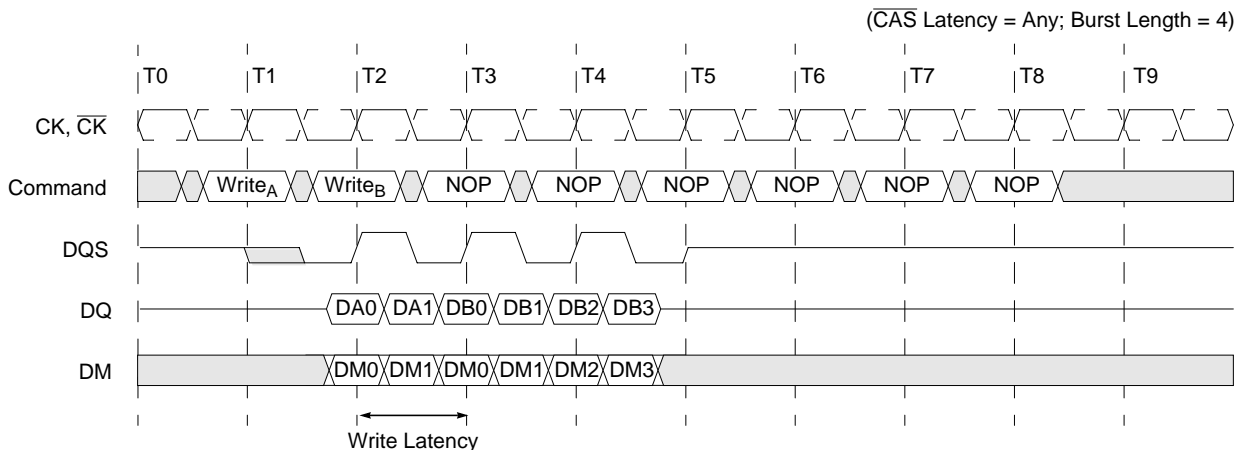 (CAS Latency = Any; Burst Length = 4)
T0 T1 T2 T3 T4 T5 T6 T7 T8 T9
CK, CK
Command WriteA WriteB NOP NOP NOP NOP NOP NOP
DQS
DQ DA0 DA1 DB0 DB1 DB2 DB3
DM DM0 DM1 DM0 DM1 DM2 DM3
Write Latency